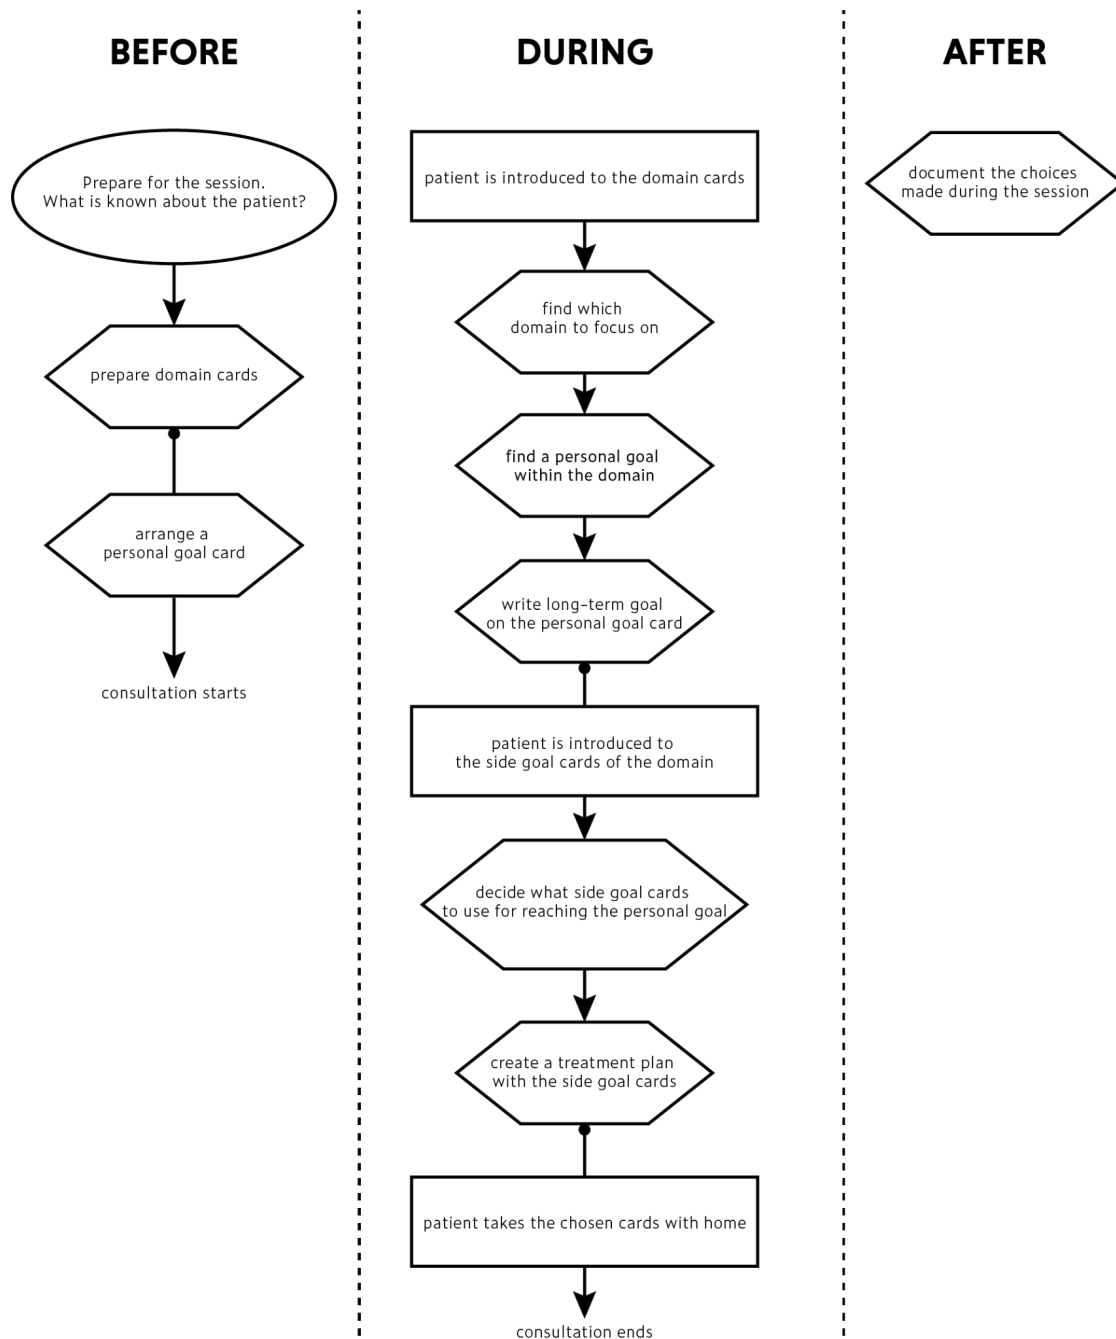 BEFORE
Prepare for the session.
What is known about the patient?
prepare domain cards
arrange a
personal goal card
consultation starts
DURING
patient is introduced to the domain cards
find which
domain to focus on
find a personal goal
within the domain
write long-term goal
on the personal goal card
patient is introduced to
the side goal cards of the domain
decide what side goal cards
to use for reaching the personal goal
create a treatment plan
with the side goal cards
patient takes the chosen cards with home
consultation ends
AFTER
document the choices
made during the session